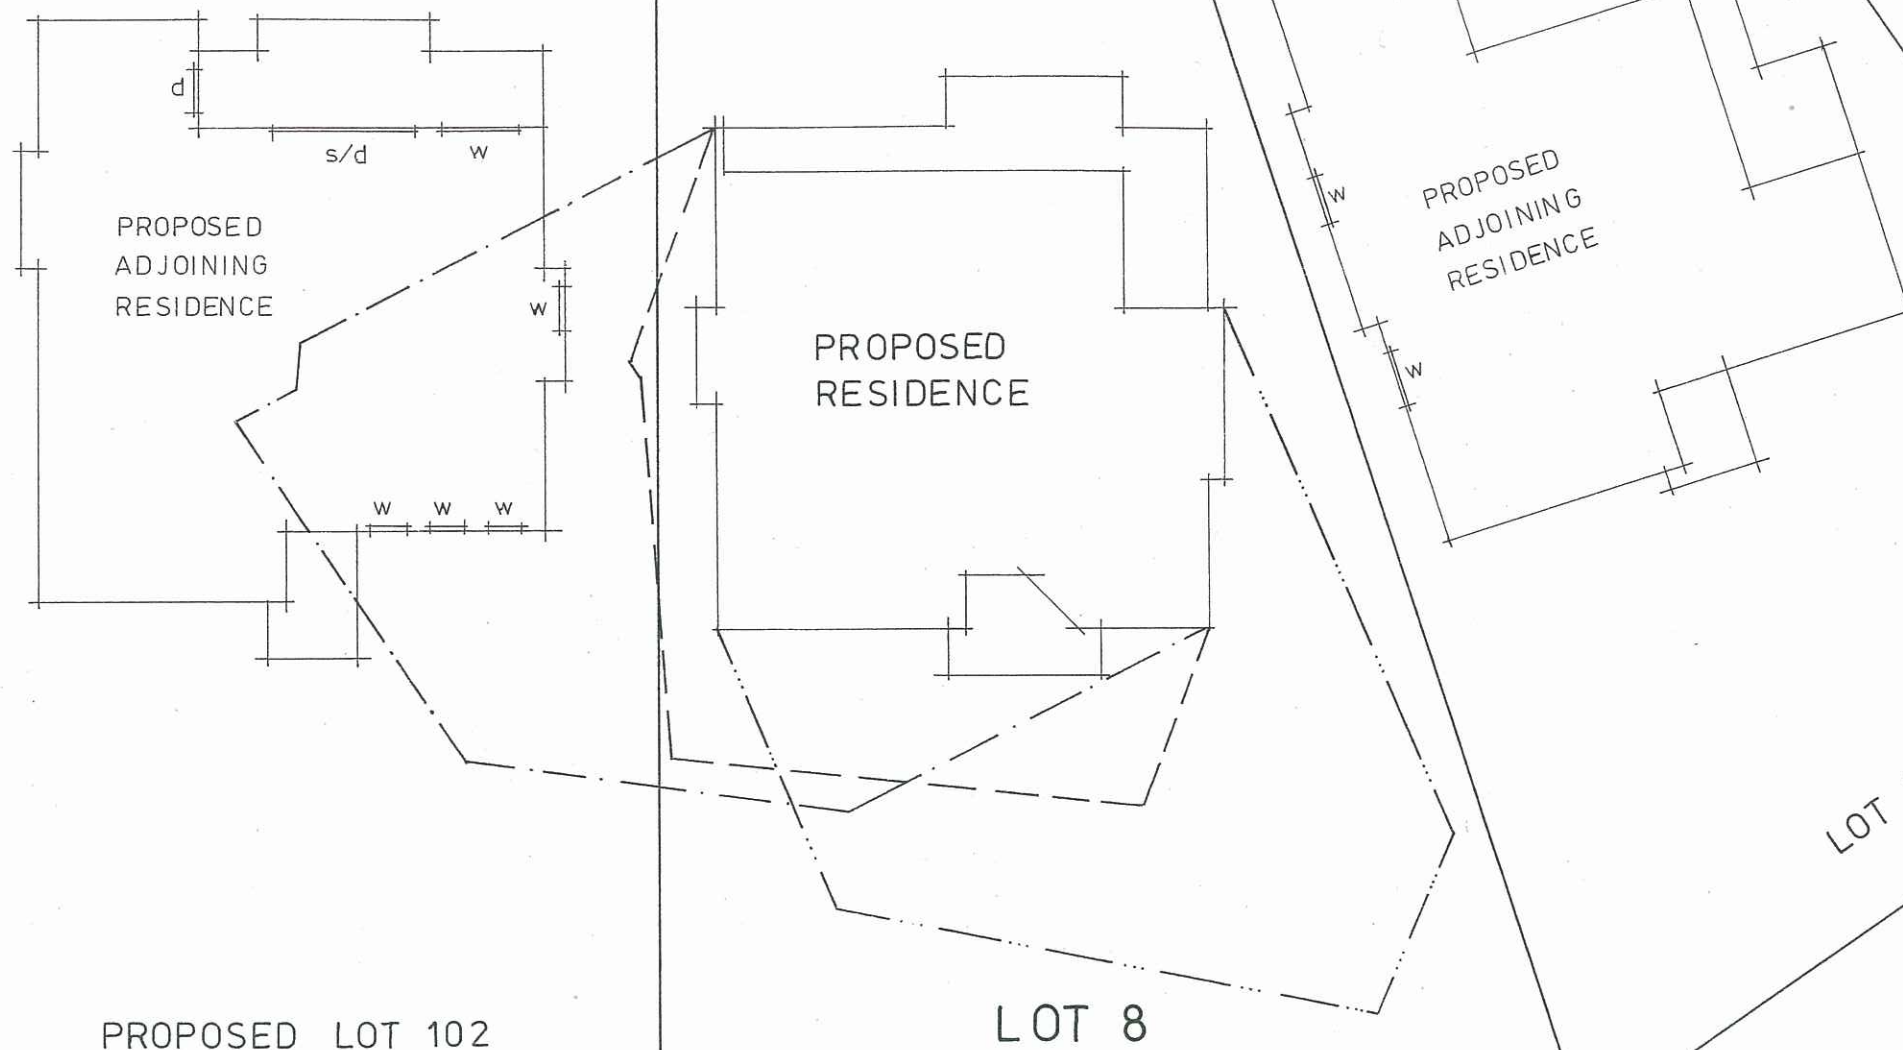 d
s/d
w
PROPOSED
ADJOINING
RESIDENCE
w
w
w
w
PROPOSED
RESIDENCE
w
PROPOSED
ADJOINING
RESIDENCE
w
LOT
PROPOSED LOT 102
LOT 8